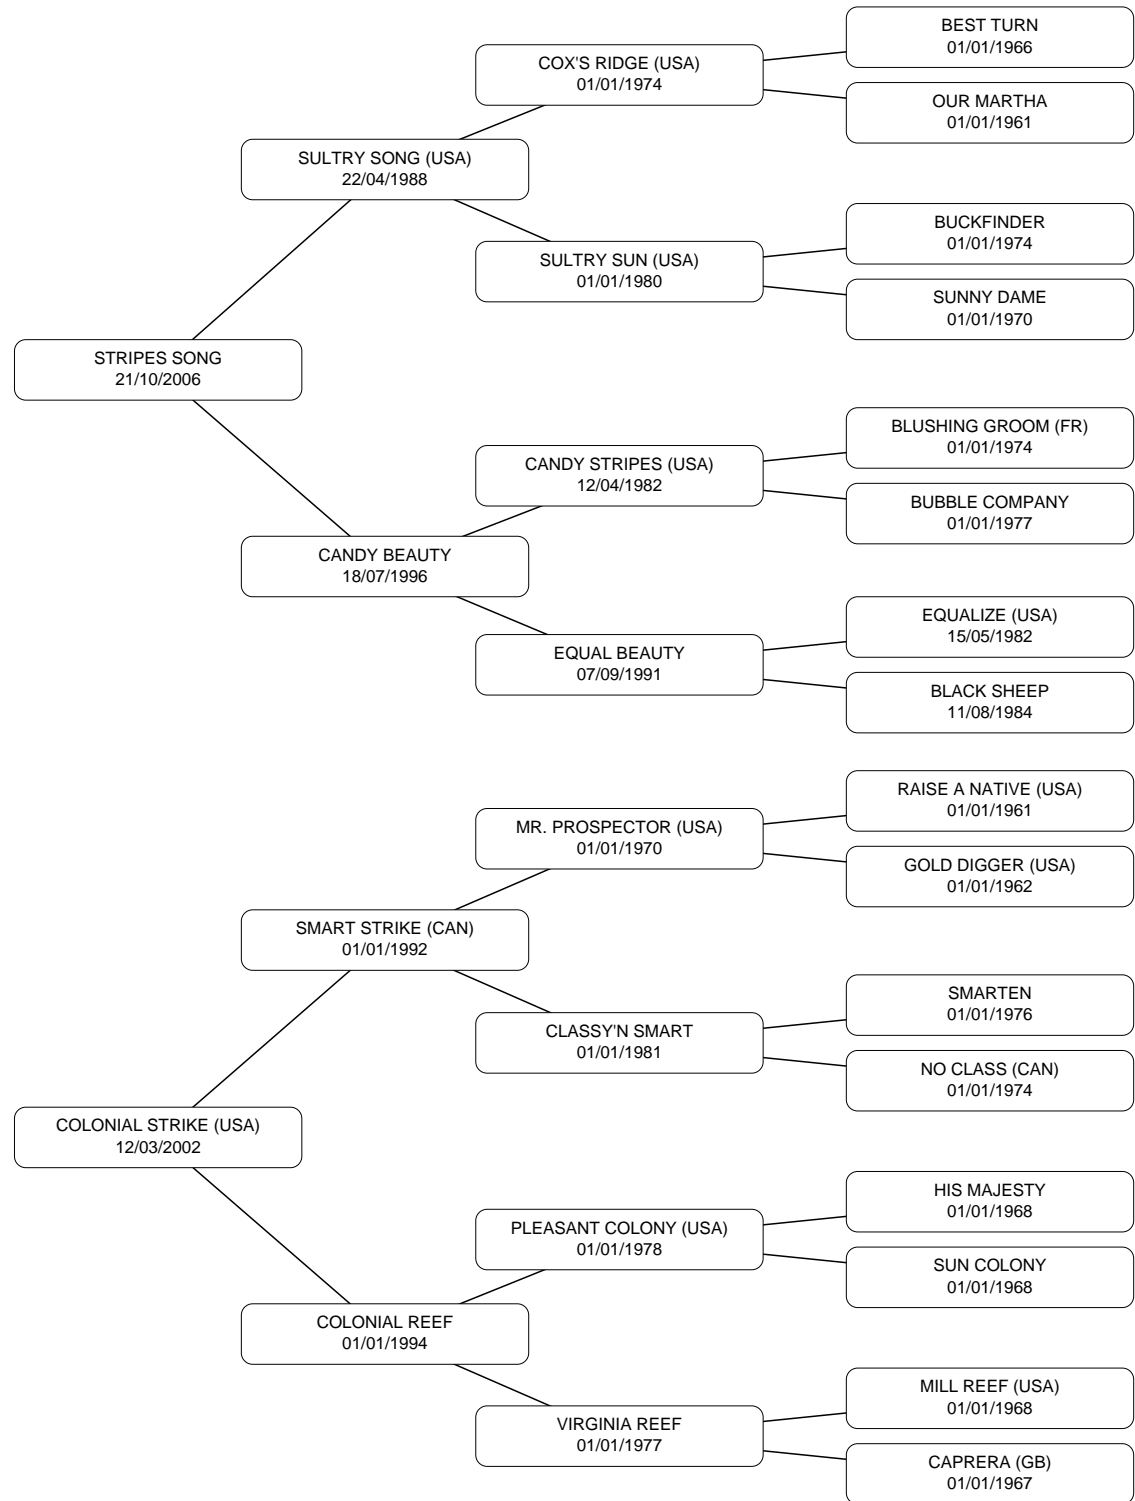 BEST TURN
01/01/1966
COX'S RIDGE (USA)
01/01/1974
OUR MARTHA
01/01/1961
SULTRY SONG (USA)
22/04/1988
BUCKFINDER
01/01/1974
SULTRY SUN (USA)
01/01/1980
SUNNY DAME
01/01/1970
STRIPES SONG
21/10/2006
BLUSHING GROOM (FR)
01/01/1974
CANDY STRIPES (USA)
12/04/1982
BUBBLE COMPANY
01/01/1977
CANDY BEAUTY
18/07/1996
EQUALIZE (USA)
15/05/1982
EQUAL BEAUTY
07/09/1991
BLACK SHEEP
11/08/1984
RAISE A NATIVE (USA)
01/01/1961
MR. PROSPECTOR (USA)
01/01/1970
GOLD DIGGER (USA)
01/01/1962
SMART STRIKE (CAN)
01/01/1992
SMARTEN
01/01/1976
CLASSY'N SMART
01/01/1981
NO CLASS (CAN)
01/01/1974
COLONIAL STRIKE (USA)
12/03/2002
HIS MAJESTY
01/01/1968
PLEASANT COLONY (USA)
01/01/1978
SUN COLONY
01/01/1968
COLONIAL REEF
01/01/1994
MILL REEF (USA)
01/01/1968
VIRGINIA REEF
01/01/1977
CAPRERA (GB)
01/01/1967